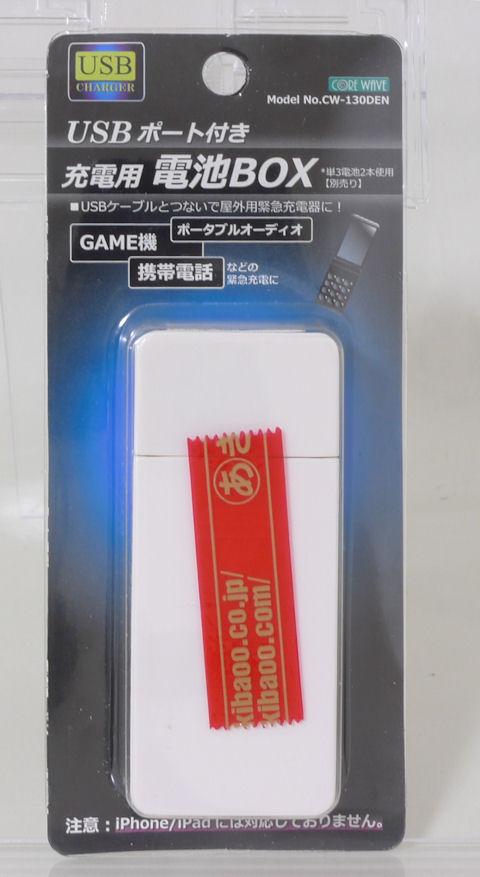 USB
CHARGER
CORE WAVE
Model No.CW-130DEN
USB ポート付き
充電用 電池BOX
*単3電池2本使用
【別売り】
■USBケーブルとつないで屋外用緊急充電器に！
GAME機
ポータブルオーディオ
携帯電話
などの
緊急充電に
あき
あ
kibaoo.co.jp/
kibaoo.com/
注意：iPhone/iPadには対応しておりません。